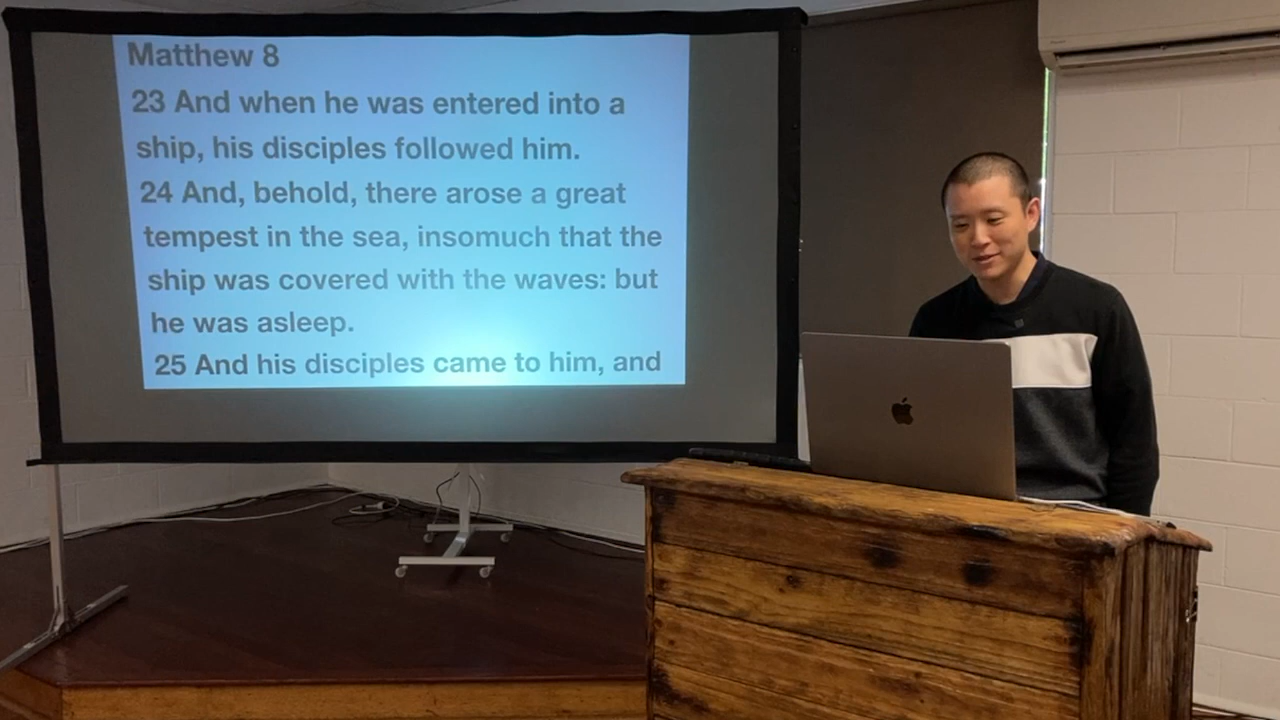 Matthew 8
23 And when he was entered into a
ship, his disciples followed him.
24 And, behold, there arose a great
tempest in the sea, insomuch that the
ship was covered with the waves: but
he was asleep.
25 And his disciples came to him, and